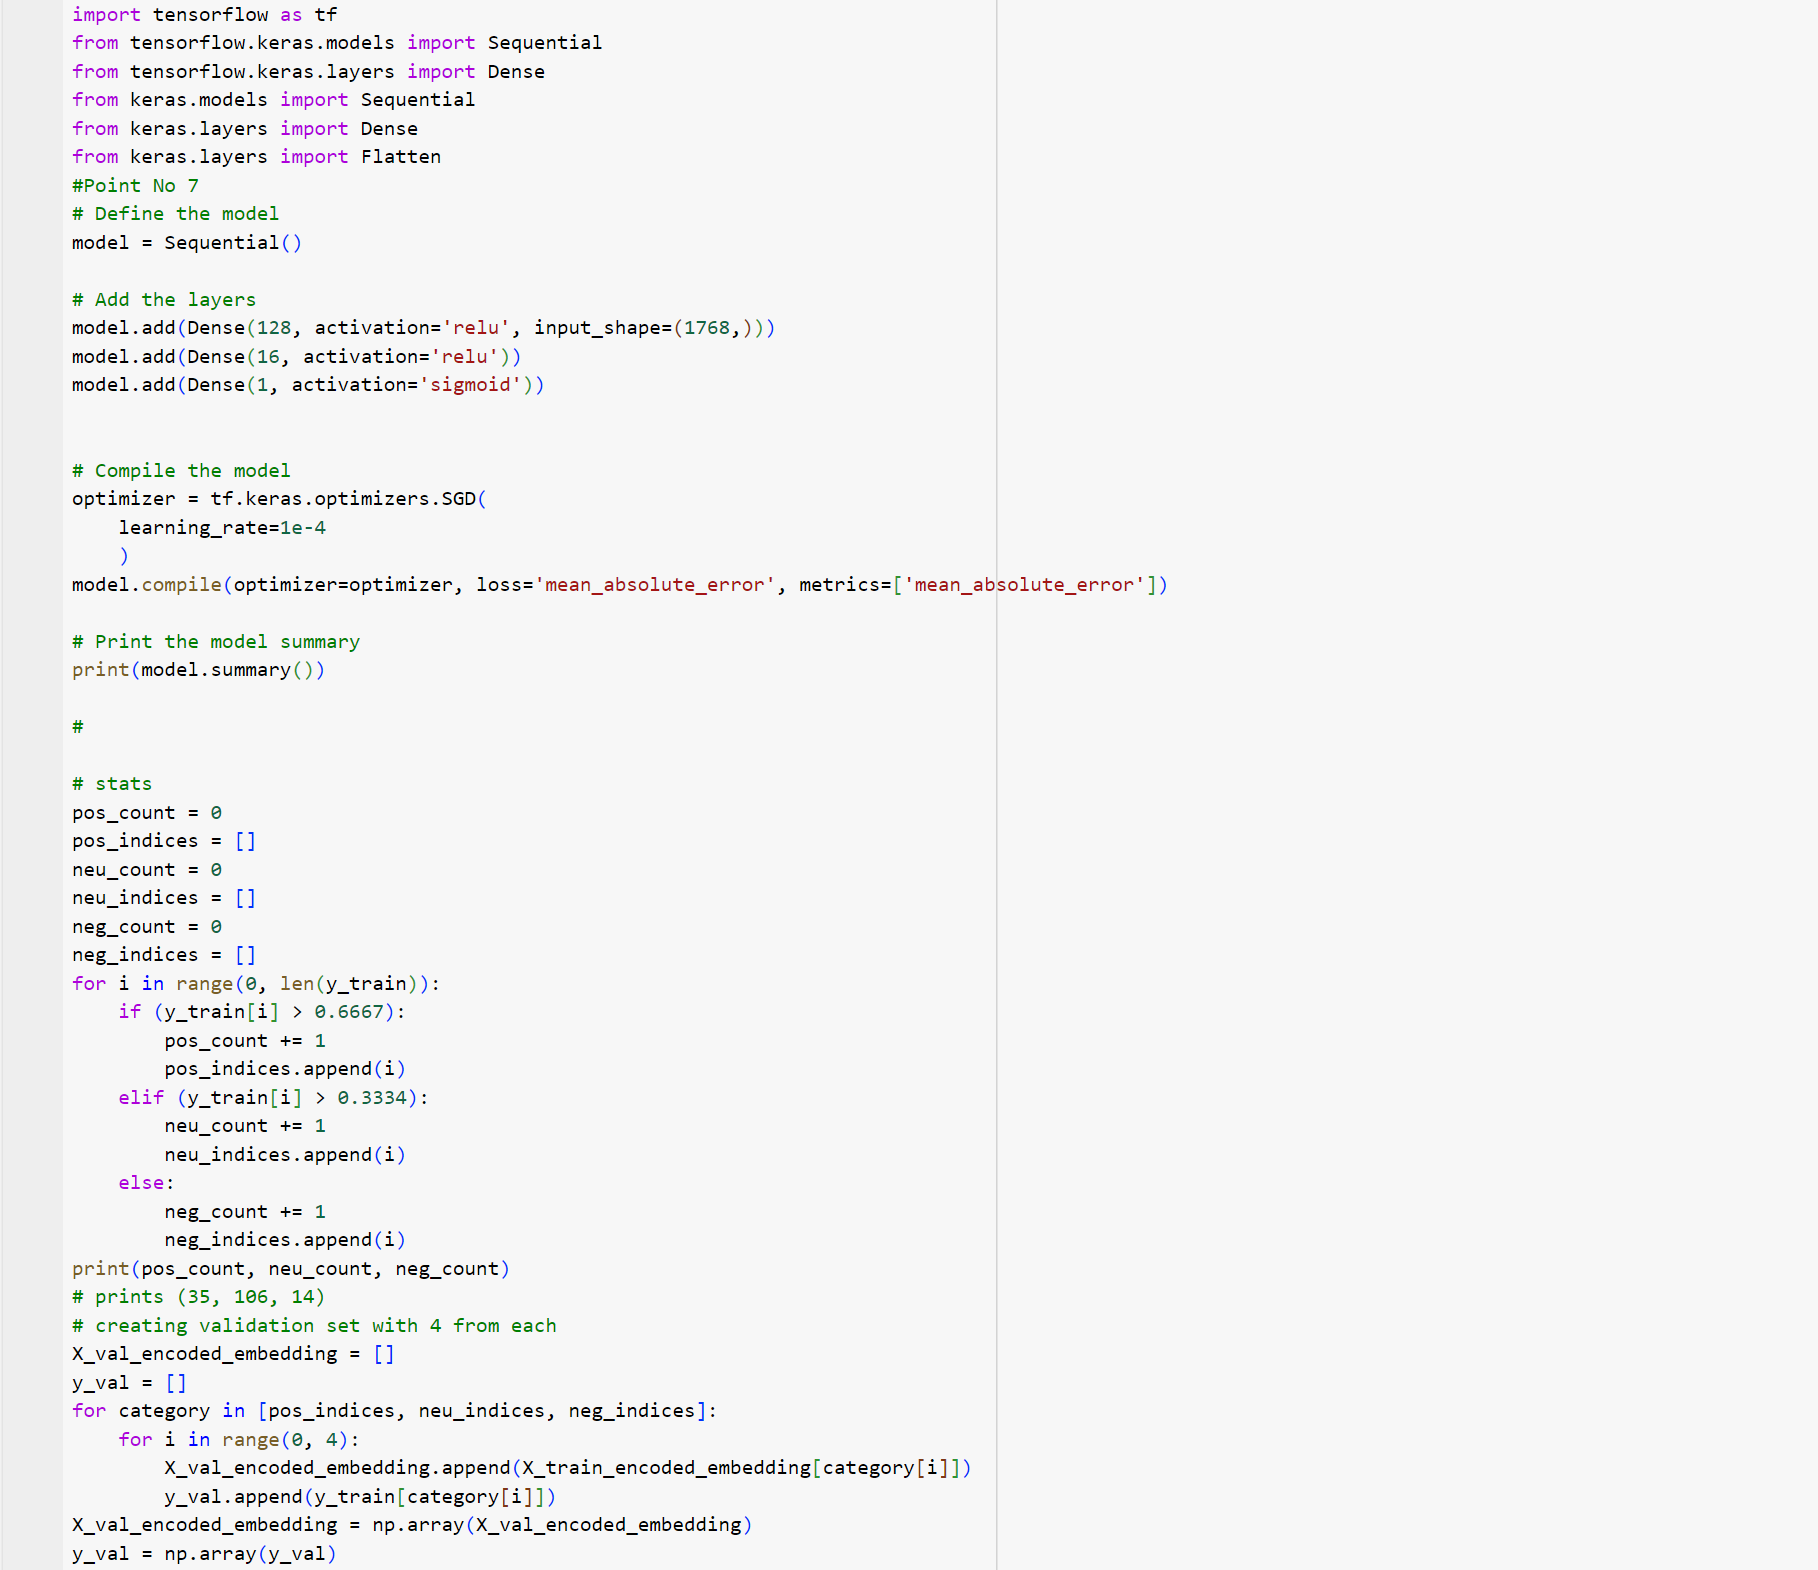 import tensorflow as tf
from tensorflow.keras.models import Sequential
from tensorflow.keras.layers import Dense
from keras.models import Sequential
from keras.layers import Dense
from keras.layers import Flatten
#Point No 7
# Define the model
model = Sequential()

# Add the layers
model.add(Dense(128, activation='relu', input_shape=(1768,)))
model.add(Dense(16, activation='relu'))
model.add(Dense(1, activation='sigmoid'))


# Compile the model
optimizer = tf.keras.optimizers.SGD(
    learning_rate=1e-4
    )
model.compile(optimizer=optimizer, loss='mean_absolute_error', metrics=['mean_absolute_error'])

# Print the model summary
print(model.summary())

#

# stats
pos_count = 0
pos_indices = []
neu_count = 0
neu_indices = []
neg_count = 0
neg_indices = []
for i in range(0, len(y_train)):
    if (y_train[i] > 0.6667):
        pos_count += 1
        pos_indices.append(i)
    elif (y_train[i] > 0.3334):
        neu_count += 1
        neu_indices.append(i)
    else:
        neg_count += 1
        neg_indices.append(i)
print(pos_count, neu_count, neg_count)
# prints (35, 106, 14)
# creating validation set with 4 from each
X_val_encoded_embedding = []
y_val = []
for category in [pos_indices, neu_indices, neg_indices]:
    for i in range(0, 4):
        X_val_encoded_embedding.append(X_train_encoded_embedding[category[i]])
        y_val.append(y_train[category[i]])
X_val_encoded_embedding = np.array(X_val_encoded_embedding)
y_val = np.array(y_val)